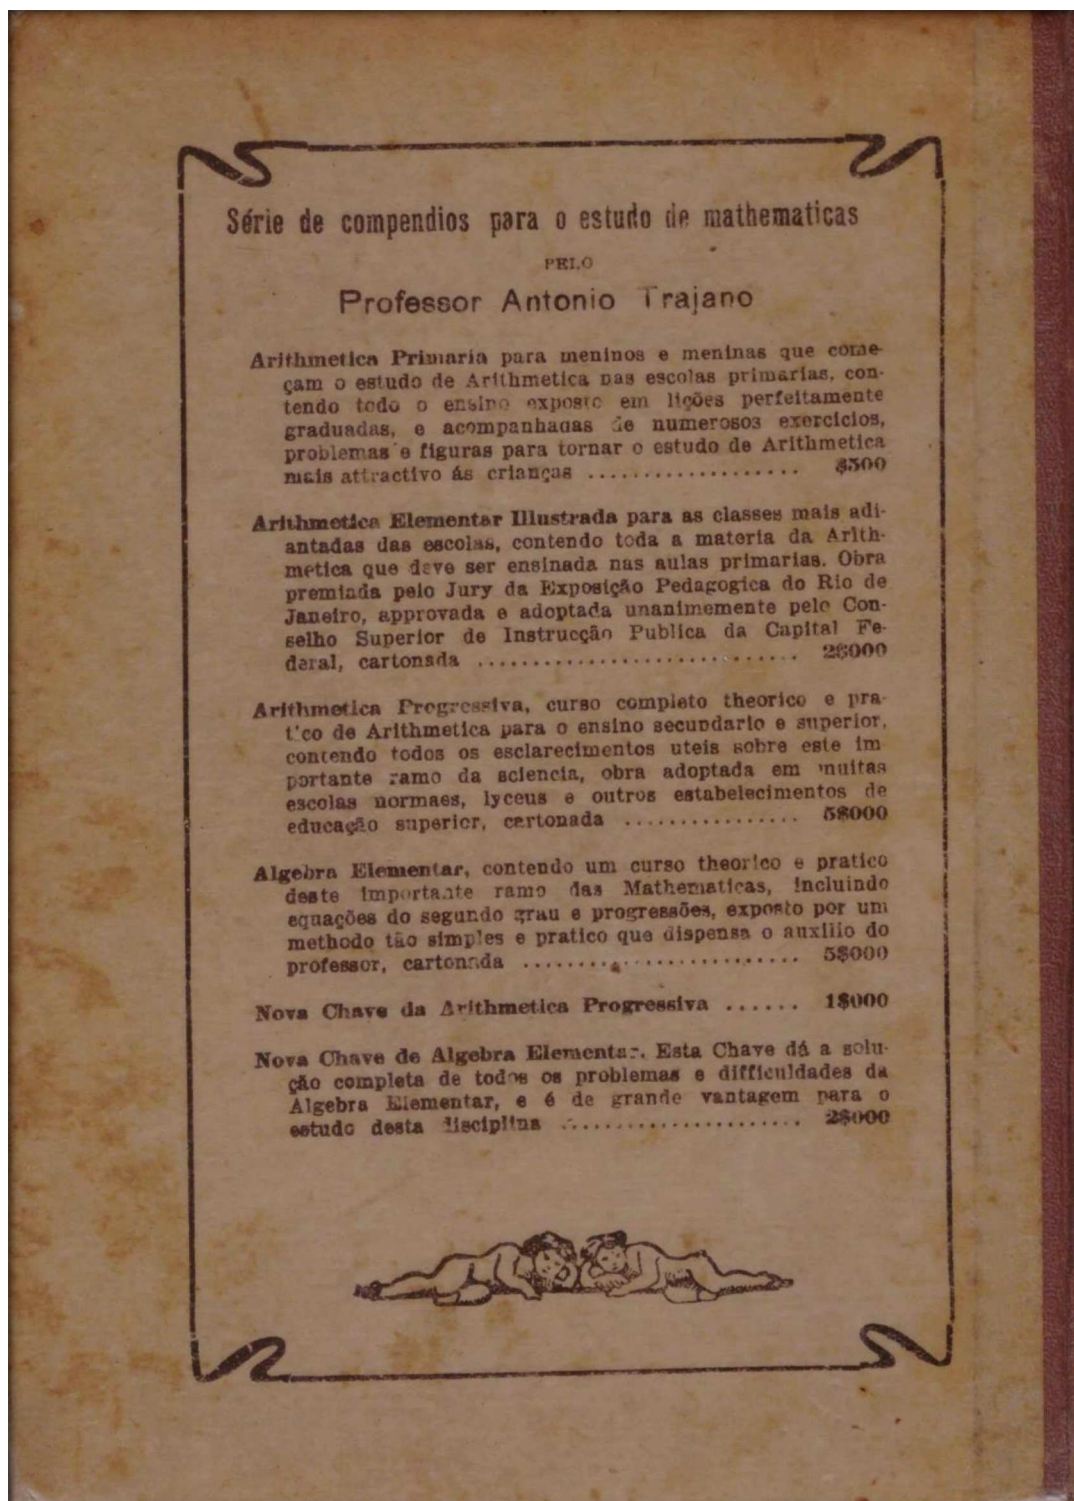 Série de compendios para o estudo de mathematicas
PELO
Professor Antonio Trajano
Arithmetica Primaria para meninos e meninas que come-
çam o estudo de Arithmetica nas escolas primarias, con-
tendo todo o ensino exposto em lições perfeitamente
graduadas, e acompanhadas de numerosos exercicios,
problemas e figuras para tornar o estudo de Arithmetica
mais attractivo ás crianças .................... $500
Arithmetica Elementar Illustrada para as classes mais adi-
antadas das escolas, contendo toda a materia da Arith-
metica que deve ser ensinada nas aulas primarias. Obra
premiada pelo Jury da Exposição Pedagogica do Rio de
Janeiro, approvada e adoptada unanimemente pelo Con-
selho Superior de Instrucção Publica da Capital Fe-
deral, cartonada ............................. 2$000
Arithmetica Progressiva, curso completo theorico e pra-
t'co de Arithmetica para o ensino secundario e superior,
contendo todos os esclarecimentos uteis sobre este im
portante ramo da sciencia, obra adoptada em muitas
escolas normaes, lyceus e outros estabelecimentos de
educação superior, cartonada ................ 5$000
Algebra Elementar, contendo um curso theorico e pratico
deste importante ramo das Mathematicas, incluindo
equações do segundo grau e progressões, exposto por um
methodo tão simples e pratico que dispensa o auxilio do
professor, cartonada ......................... 5$000
Nova Chave da Arithmetica Progressiva ...... 1$000
Nova Chave de Algebra Elementar. Esta Chave dá a solu-
ção completa de todos os problemas e difficuldades da
Algebra Elementar, e é de grande vantagem para o
estudo desta disciplina ...................... 2$000